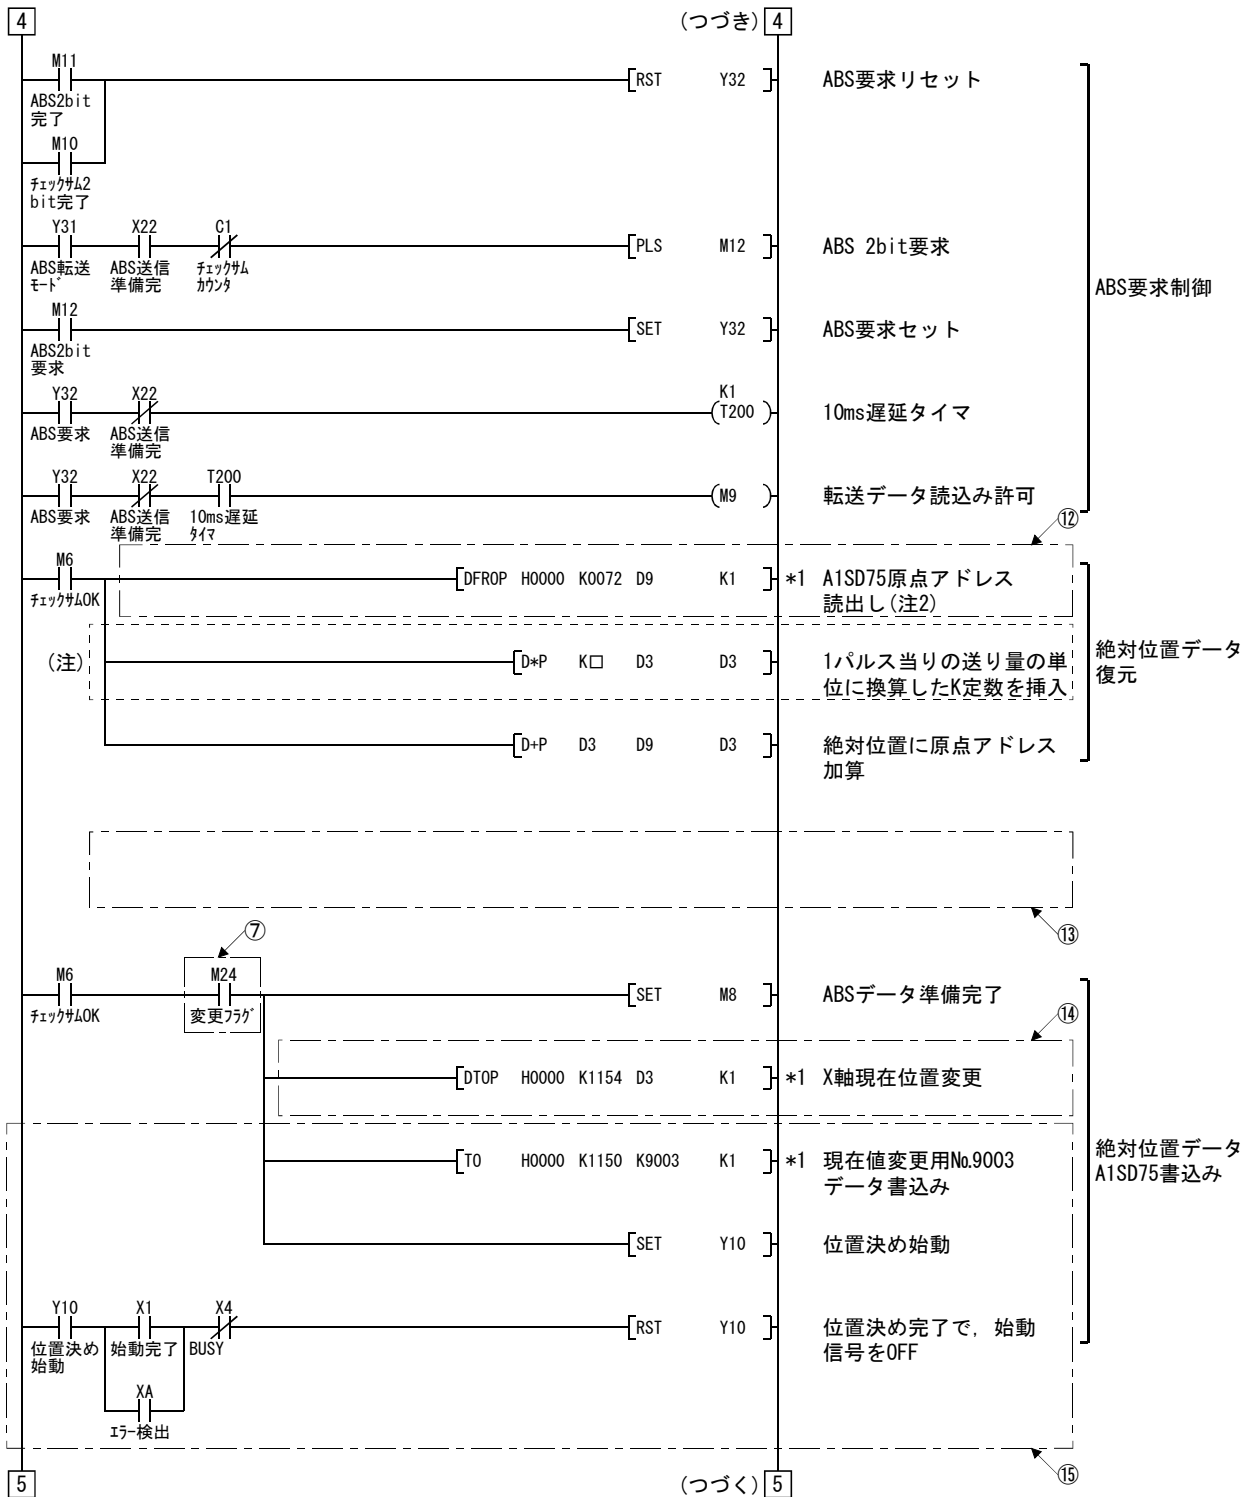 4 (つづき) 4
M11
ABS2bit
完了
[RST Y32] ABS要求リセット
M10
ﾁｪｯｸｻﾑ2
bit完了
Y31 X22 C1
ABS転送
ﾓｰﾄﾞ
ABS送信
準備完
ﾁｪｯｸｻﾑ
ｶｳﾝﾀ
[PLS M12] ABS 2bit要求
ABS要求制御
M12
ABS2bit
要求
[SET Y32] ABS要求セット
Y32 X22
ABS要求 ABS送信
準備完
K1
(T200) 10ms遅延タイマ
Y32 X22 T200
ABS要求 ABS送信
準備完
10ms遅延
ﾀｲﾏ
(M9) 転送データ読込み許可
⑫
M6
ﾁｪｯｸｻﾑOK
[DFROP H0000 K0072 D9 K1] *1 A1SD75原点アドレス
読出し(注2)
(注)
[D*P K□ D3 D3] 1パルス当りの送り量の単
位に換算したK定数を挿入
絶対位置データ
復元
[D+P D3 D9 D3] 絶対位置に原点アドレス
加算
⑬
⑦
M6 M24
ﾁｪｯｸｻﾑOK 変更ﾌﾗｸﾞ
[SET M8] ABSデータ準備完了
⑭
[DTOP H0000 K1154 D3 K1] *1 X軸現在位置変更
[TO H0000 K1150 K9003 K1] *1 現在値変更用№9003
データ書込み
絶対位置データ
A1SD75書込み
[SET Y10] 位置決め始動
Y10 X1 X4
位置決め
始動
始動完了 BUSY
[RST Y10] 位置決め完了で，始動
信号をOFF
XA
ｴﾗｰ検出
⑮
5 (つづく) 5